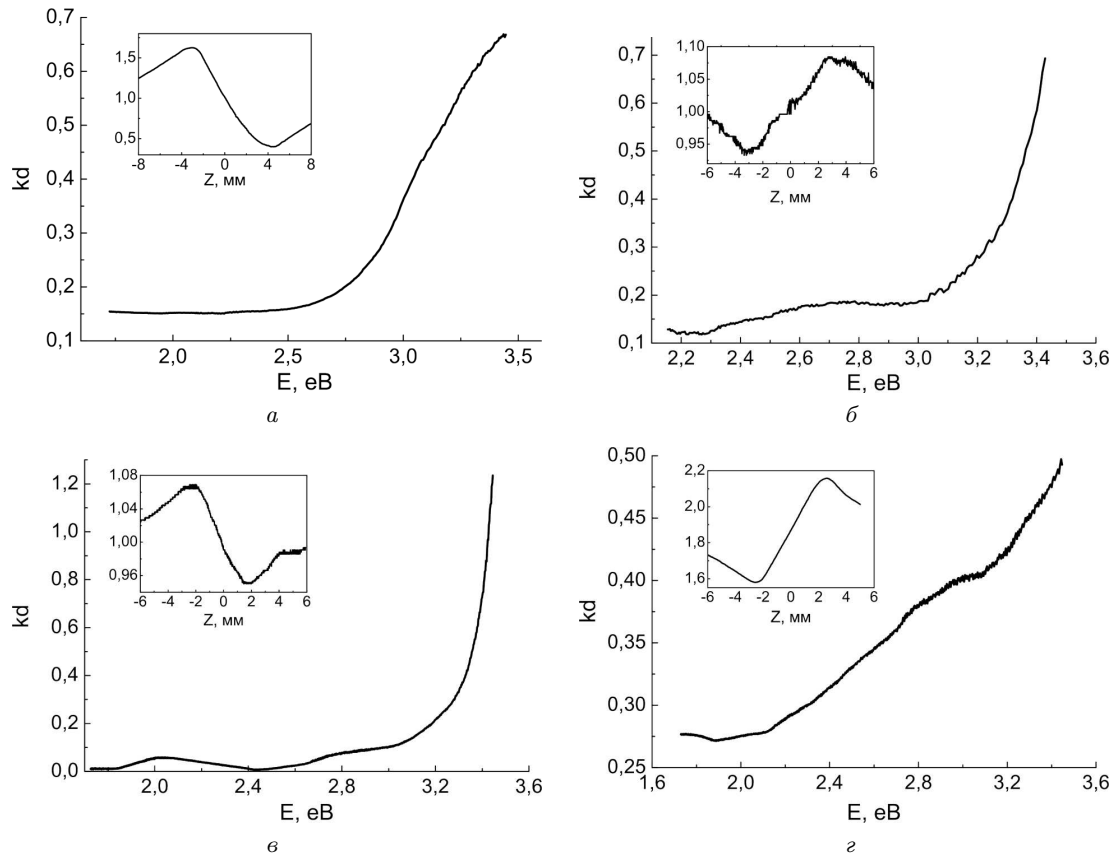 0,7
0,6
0,5
0,4
0,3
0,2
0,1
kd
2,0 2,5 3,0 3,5
E, eВ
1,5
1,0
0,5
-8 -4 0 4 8
Z, мм
а
0,7
0,6
0,5
0,4
0,3
0,2
0,1
kd
2,2 2,4 2,6 2,8 3,0 3,2 3,4 3,6
E, eВ
1,10
1,05
1,00
0,95
-6 -4 -2 0 2 4 6
Z, мм
б
1,2
1,0
0,8
0,6
0,4
0,2
0,0
kd
2,0 2,4 2,8 3,2 3,6
E, eВ
1,08
1,04
1,00
0,96
-6 -4 -2 0 2 4 6
Z, мм
в
0,50
0,45
0,40
0,35
0,30
0,25
kd
1,6 2,0 2,4 2,8 3,2 3,6
E, eВ
2,2
2,0
1,8
1,6
-6 -4 -2 0 2 4 6
Z, мм
г